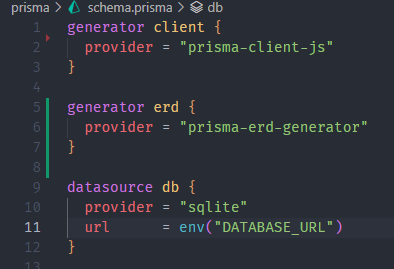 prisma > schema.prisma > db
1 generator client {
2   provider = "prisma-client-js"
3 }
4
5 generator erd {
6   provider = "prisma-erd-generator"
7 }
8
9 datasource db {
10   provider = "sqlite"
11   url      = env("DATABASE_URL")
12 }